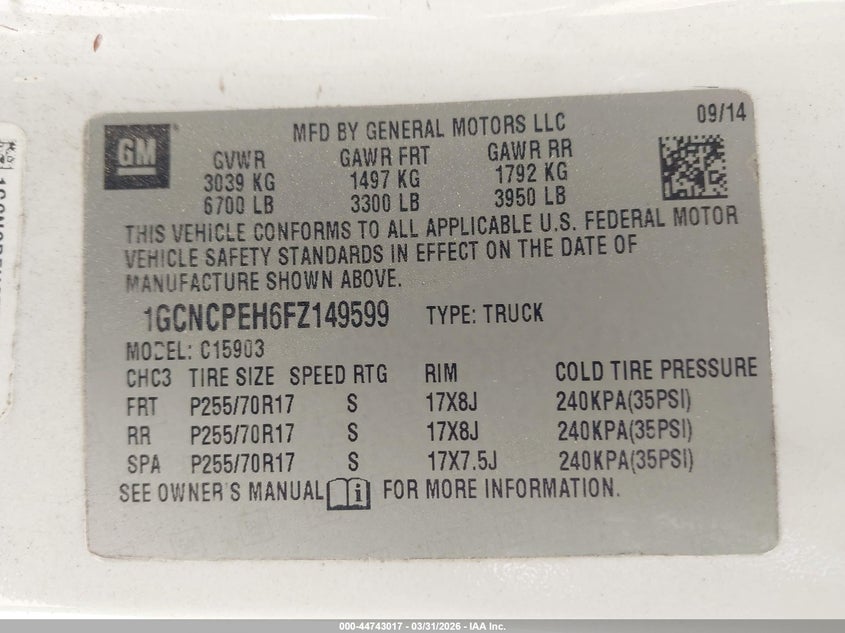 GM
MFD BY GENERAL MOTORS LLC
09/14
GVWR GAWR FRT GAWR RR
3039 KG 1497 KG 1792 KG
6700 LB 3300 LB 3950 LB
THIS VEHICLE CONFORMS TO ALL APPLICABLE U.S. FEDERAL MOTOR
VEHICLE SAFETY STANDARDS IN EFFECT ON THE DATE OF
MANUFACTURE SHOWN ABOVE.
1GCNCPEH6FZ149599 TYPE: TRUCK
MODEL: C15903
CHC3 TIRE SIZE SPEED RTG RIM COLD TIRE PRESSURE
FRT P255/70R17 S 17X8J 240KPA(35PSI)
RR P255/70R17 S 17X8J 240KPA(35PSI)
SPA P255/70R17 S 17X7.5J 240KPA(35PSI)
SEE OWNER'S MANUAL i FOR MORE INFORMATION.
000-44743017 - 03/31/2026 - IAA Inc.